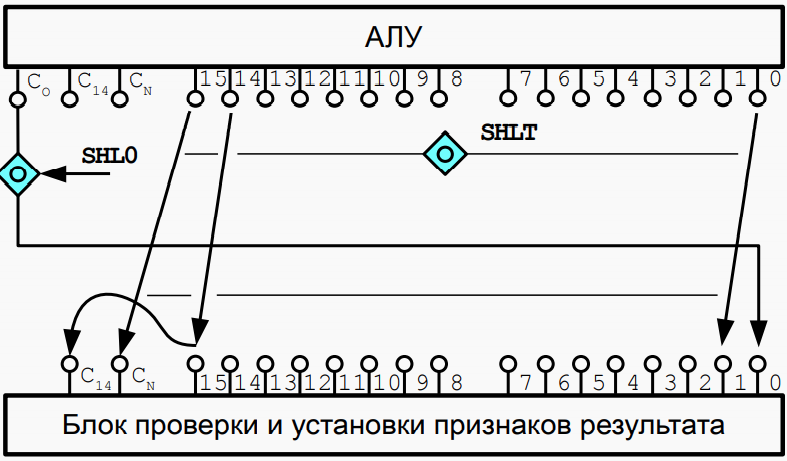 АЛУ
C₀ C₁₄ Cₙ 15 14 13 12 11 10 9 8 7 6 5 4 3 2 1 0
SHL0 SHLT
C₁₄ Cₙ 15 14 13 12 11 10 9 8 7 6 5 4 3 2 1 0
Блок проверки и установки признаков результата